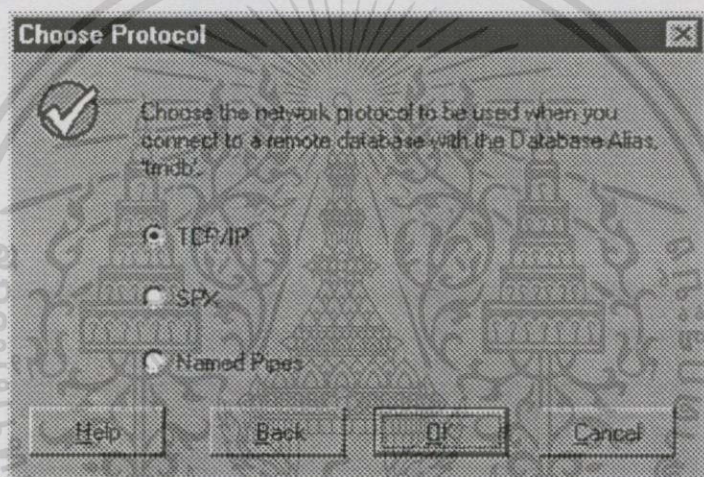 Choose Protocol
Choose the network protocol to be used when you
connect to a remote database with the Database Alias,
'tmdb'.
TCP/IP
SPX
Named Pipes
Help Back OK Cancel